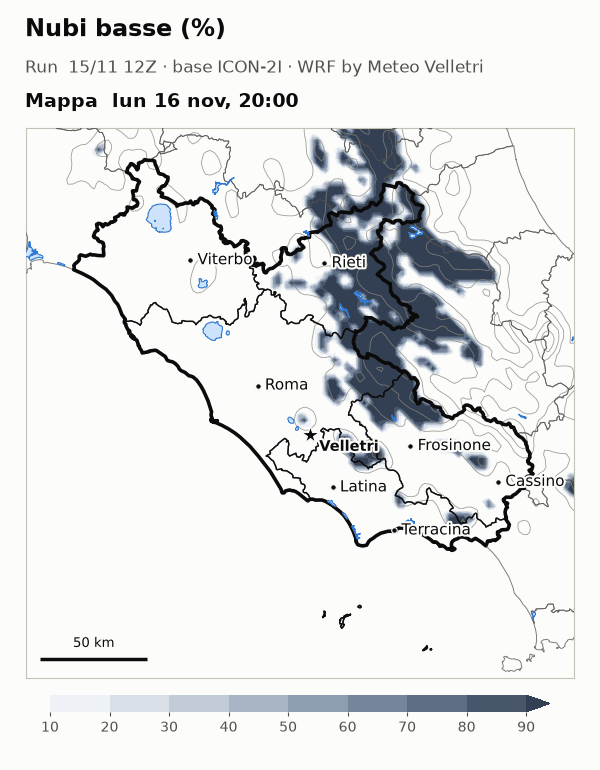 Nubi basse (%)
Run  15/11 12Z · base ICON-2I · WRF by Meteo Velletri
Mappa  lun 16 nov, 20:00
Viterbo
Rieti
Roma
Velletri
Frosinone
Latina
Cassino
Terracina
50 km
10 20 30 40 50 60 70 80 90